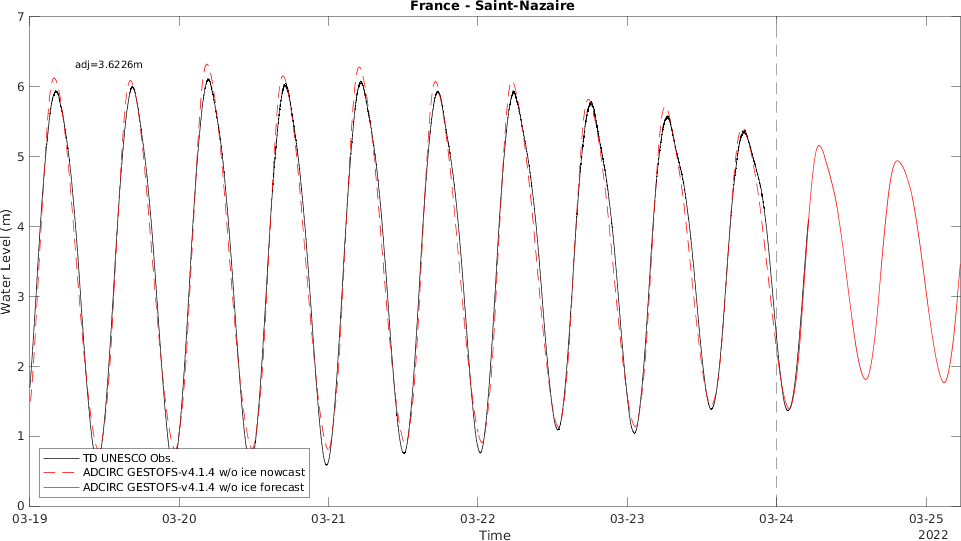 France - Saint-Nazaire
7
adj=3.6226m
6
5
4
3
2
1
0
Water Level (m)
TD UNESCO Obs.
ADCIRC GESTOFS-v4.1.4 w/o ice nowcast
ADCIRC GESTOFS-v4.1.4 w/o ice forecast
03-19 03-20 03-21 03-22 03-23 03-24 03-25
Time
2022